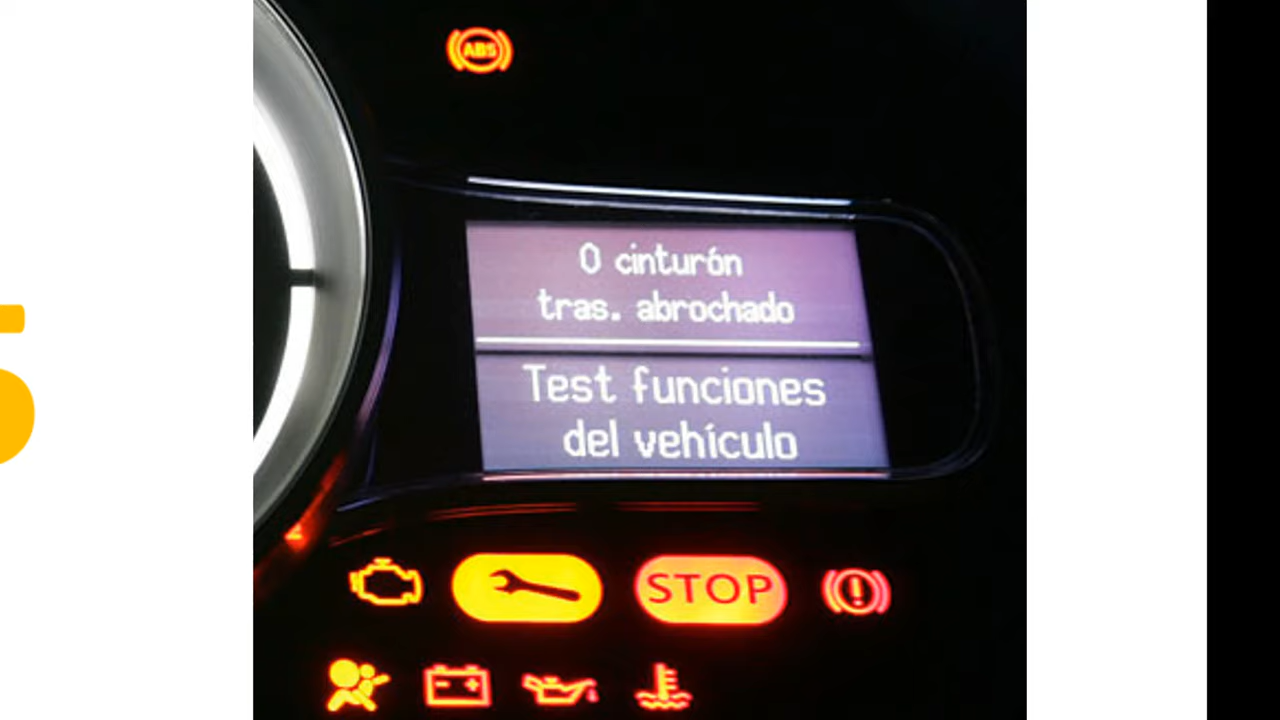 ABS
0 cinturón
tras. abrochado
Test funciones
del vehículo
STOP